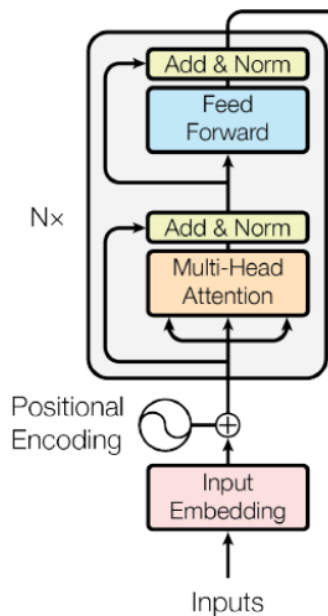 Add & Norm
Feed
Forward
N×
Add & Norm
Multi-Head
Attention
Positional
Encoding
Input
Embedding
Inputs